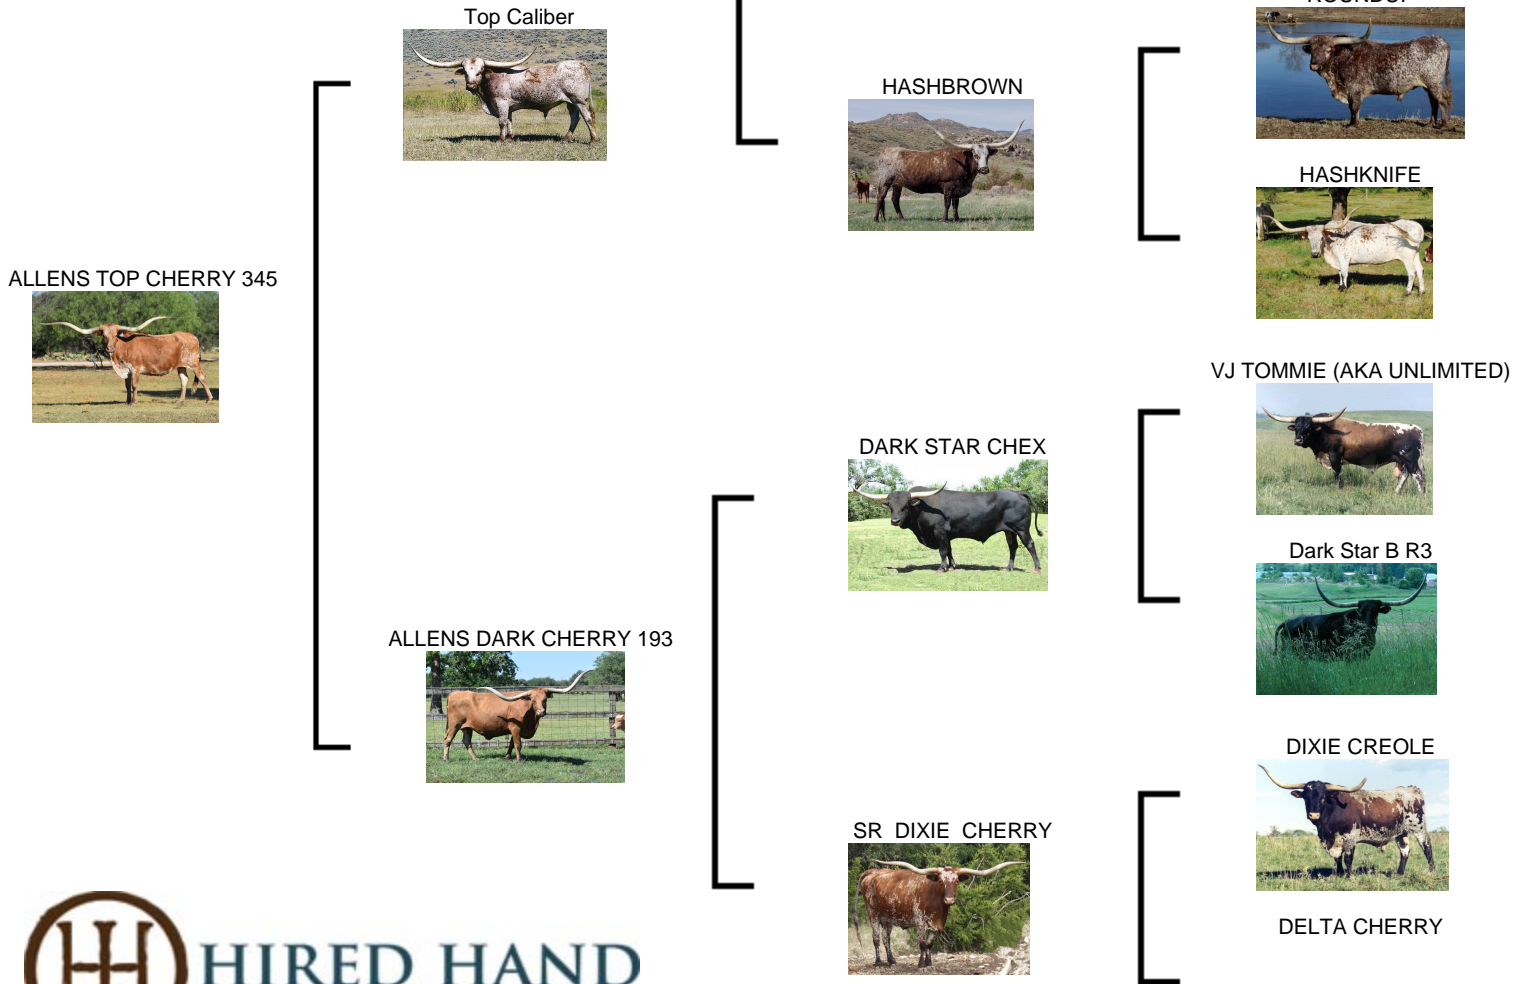 Top Caliber
HASHBROWN
HASHKNIFE
ALLENS TOP CHERRY 345
VJ TOMMIE (AKA UNLIMITED)
DARK STAR CHEX
Dark Star B R3
ALLENS DARK CHERRY 193
DIXIE CREOLE
SR DIXIE CHERRY
DELTA CHERRY
HIRED HAND